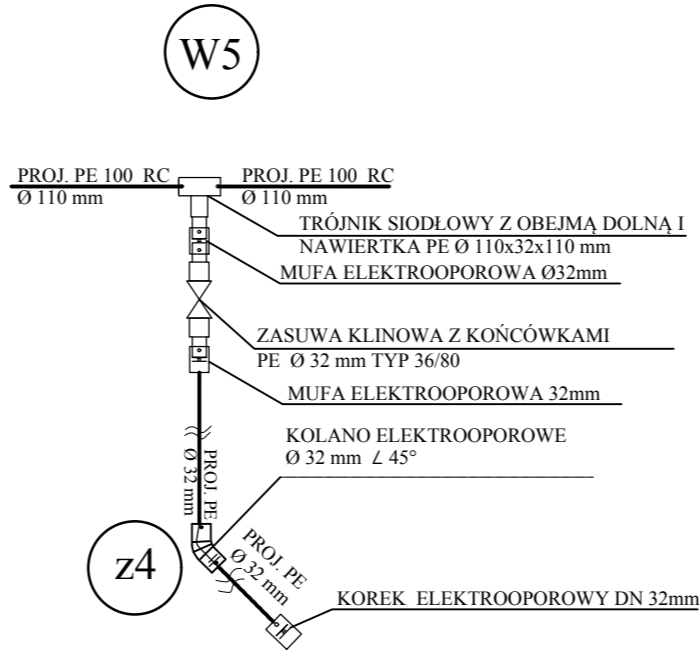 W5
PROJ. PE 100 RC
Ø 110 mm
PROJ. PE 100 RC
Ø 110 mm
TRÓJNIK SIODŁOWY Z OBEJMĄ DOLNĄ I
NAWIERTKA PE Ø 110x32x110 mm
MUFA ELEKTROOPOROWA Ø32mm
ZASUWA KLINOWA Z KOŃCÓWKAMI
PE Ø 32 mm TYP 36/80
MUFA ELEKTROOPOROWA 32mm
KOLANO ELEKTROOPOROWE
Ø 32 mm ∠ 45°
PROJ. PE
Ø 32 mm
z4
PROJ. PE
Ø 32 mm
KOREK ELEKTROOPOROWY DN 32mm